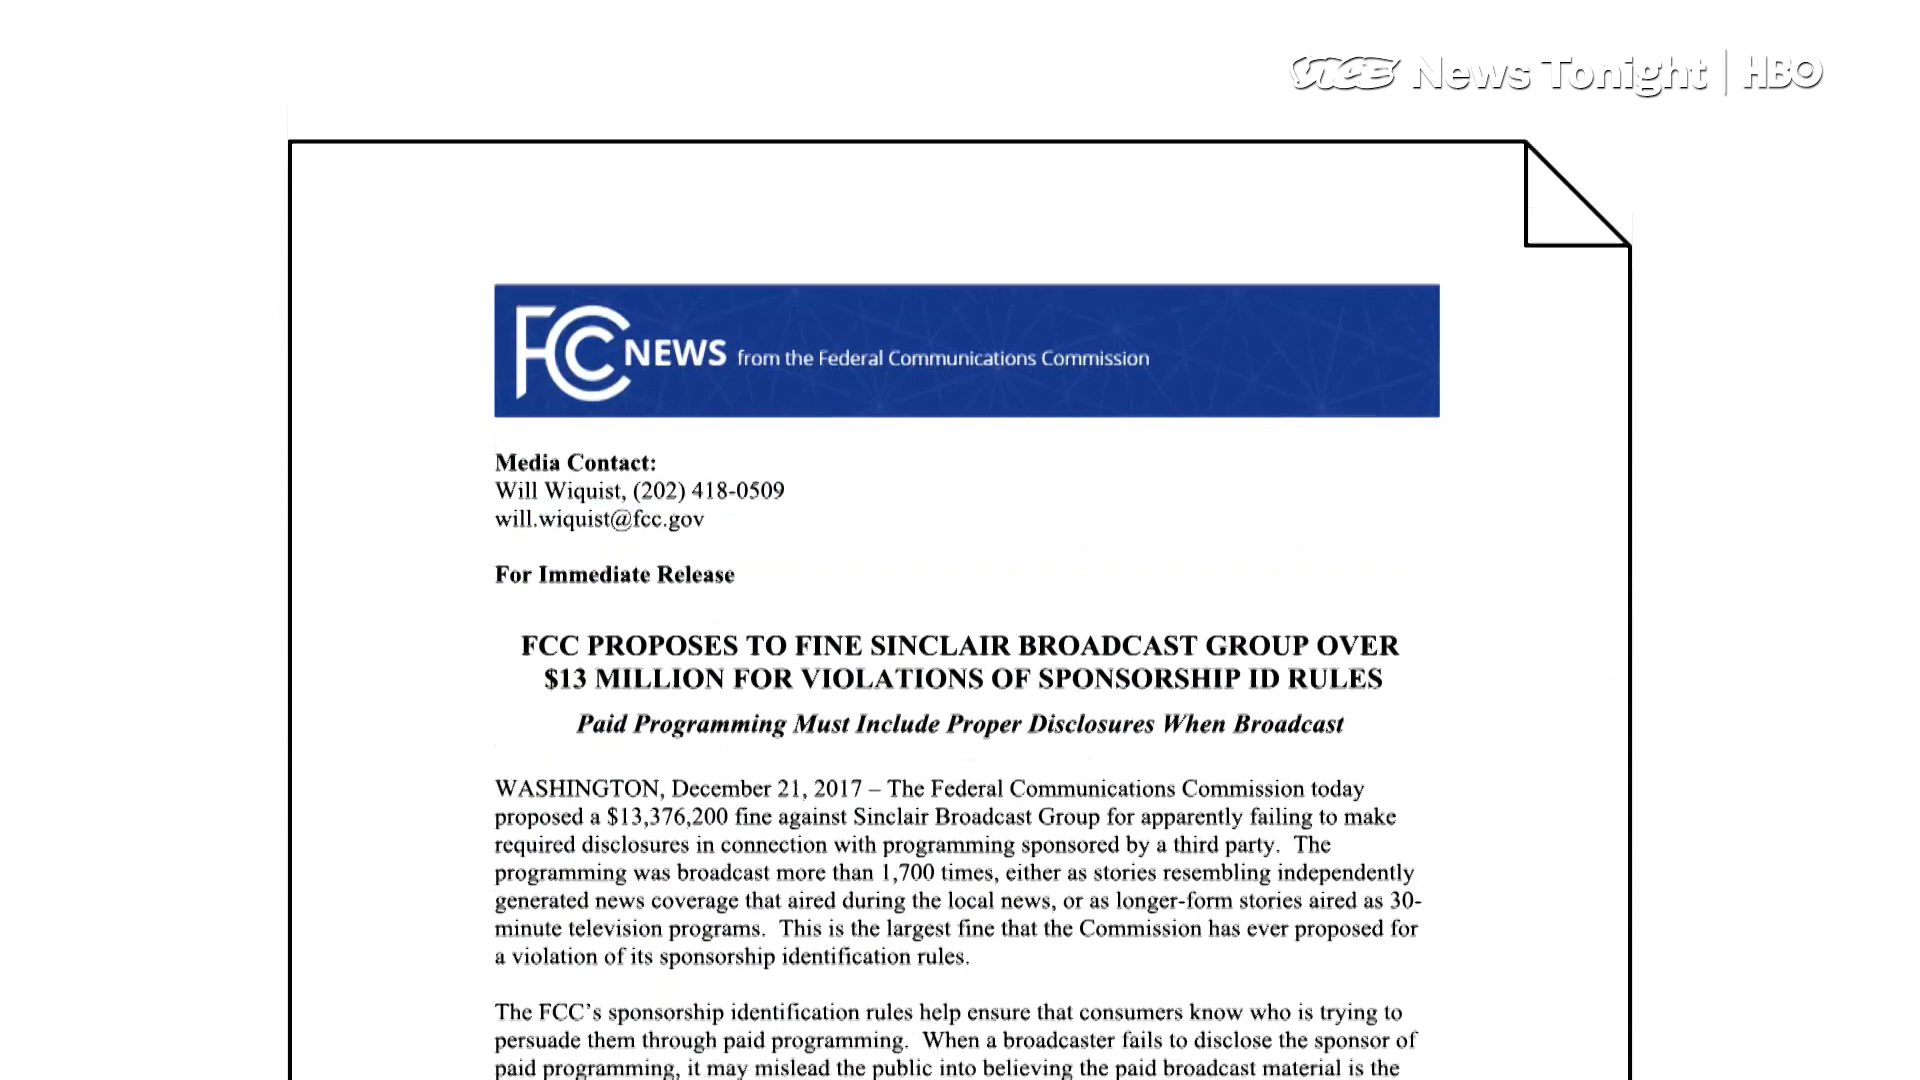 VICE News Tonight | HBO
FCC NEWS from the Federal Communications Commission
Media Contact:
Will Wiquist, (202) 418-0509
will.wiquist@fcc.gov
For Immediate Release
FCC PROPOSES TO FINE SINCLAIR BROADCAST GROUP OVER
$13 MILLION FOR VIOLATIONS OF SPONSORSHIP ID RULES
Paid Programming Must Include Proper Disclosures When Broadcast
WASHINGTON, December 21, 2017 – The Federal Communications Commission today
proposed a $13,376,200 fine against Sinclair Broadcast Group for apparently failing to make
required disclosures in connection with programming sponsored by a third party.  The
programming was broadcast more than 1,700 times, either as stories resembling independently
generated news coverage that aired during the local news, or as longer-form stories aired as 30-
minute television programs.  This is the largest fine that the Commission has ever proposed for
a violation of its sponsorship identification rules.
The FCC’s sponsorship identification rules help ensure that consumers know who is trying to
persuade them through paid programming.  When a broadcaster fails to disclose the sponsor of
paid programming, it may mislead the public into believing the paid broadcast material is the